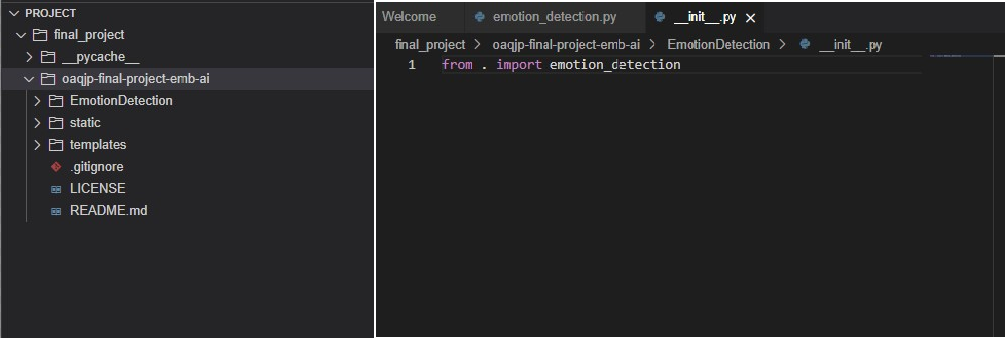 PROJECT
final_project
__pycache__
oaqjp-final-project-emb-ai
EmotionDetection
static
templates
.gitignore
LICENSE
README.md
Welcome emotion_detection.py __init__.py
final_project > oaqjp-final-project-emb-ai > EmotionDetection > __init__.py
1 from . import emotion_detection